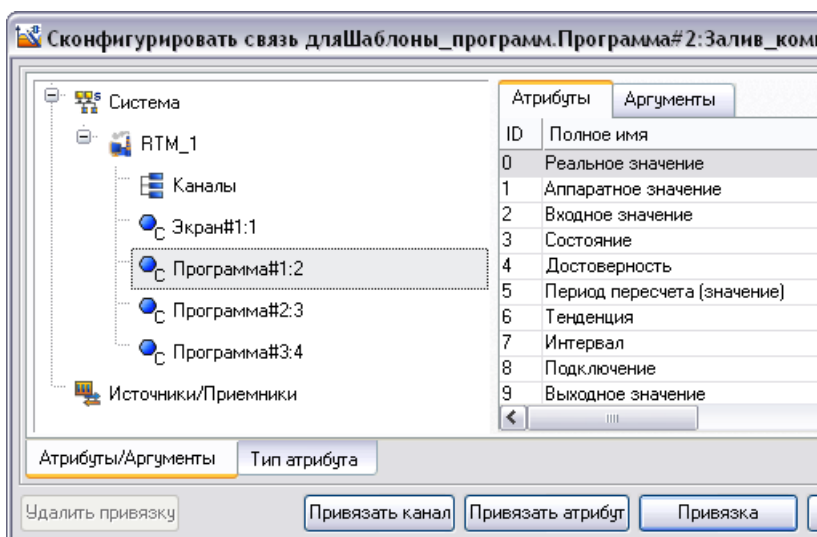 Сконфигурировать связь дляШаблоны_программ.Программа#2:Залив_ком
Система
RTM_1
Каналы
Экран#1:1
Программа#1:2
Программа#2:3
Программа#3:4
Источники/Приемники
Атрибуты Аргументы
ID Полное имя
0 Реальное значение
1 Аппаратное значение
2 Входное значение
3 Состояние
4 Достоверность
5 Период пересчета (значение)
6 Тенденция
7 Интервал
8 Подключение
9 Выходное значение
Атрибуты/Аргументы Тип атрибута
Удалить привязку Привязать канал Привязать атрибут Привязка